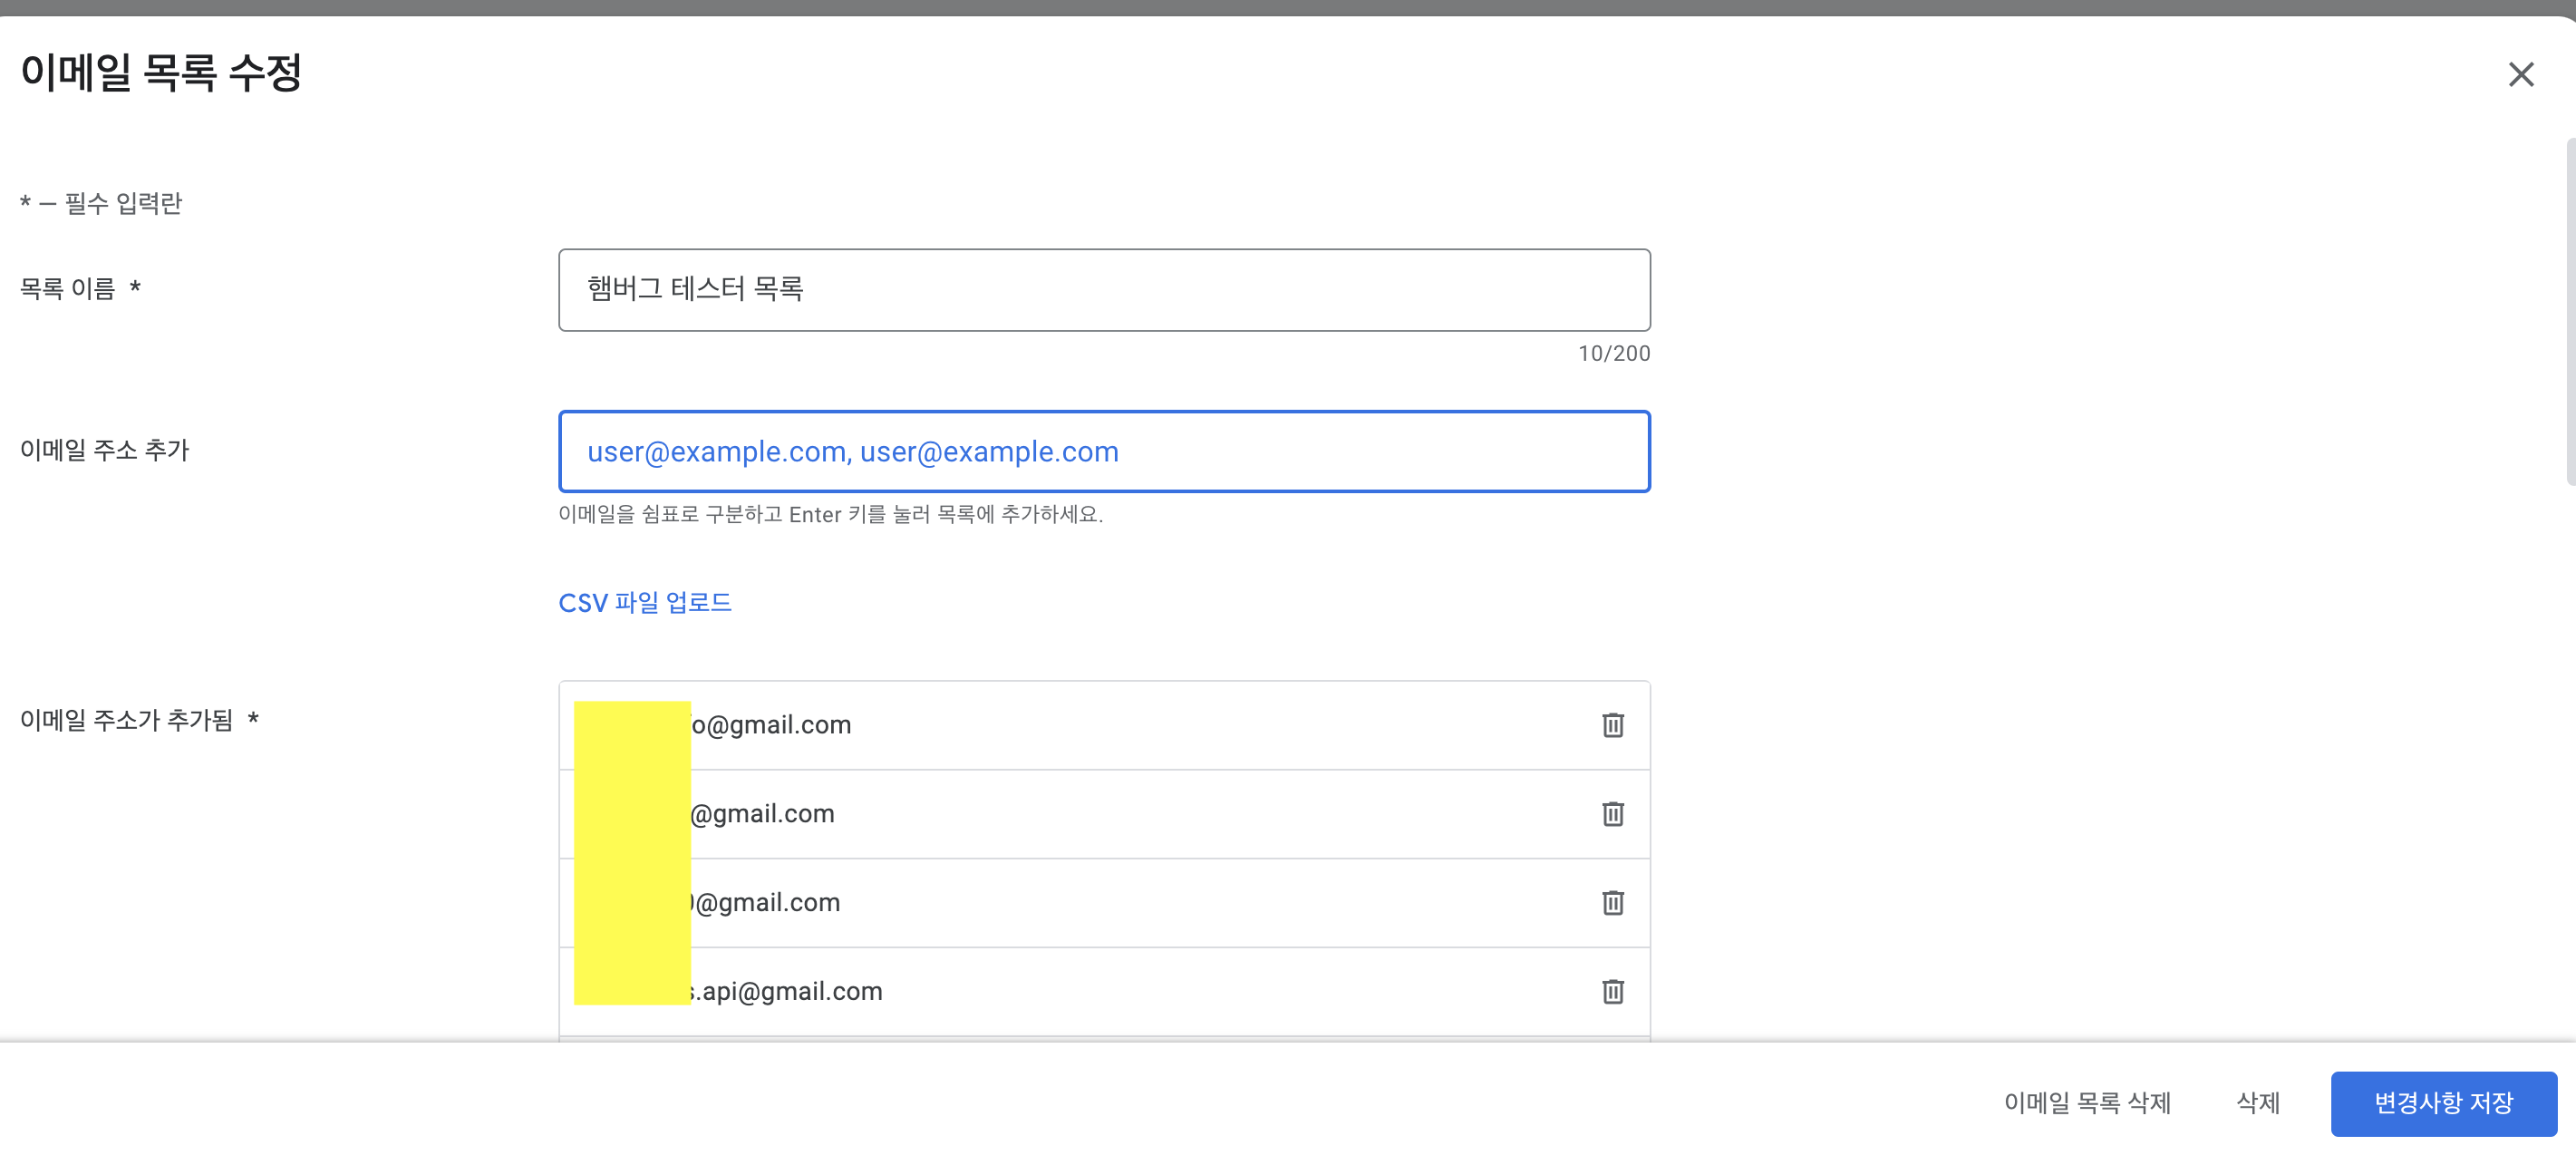 이메일 목록 수정
* — 필수 입력란
목록 이름 *
햄버그 테스터 목록
10/200
이메일 주소 추가
user@example.com, user@example.com
이메일을 쉼표로 구분하고 Enter 키를 눌러 목록에 추가하세요.
CSV 파일 업로드
이메일 주소가 추가됨 *
o@gmail.com
@gmail.com
@gmail.com
.api@gmail.com
이메일 목록 삭제
삭제
변경사항 저장